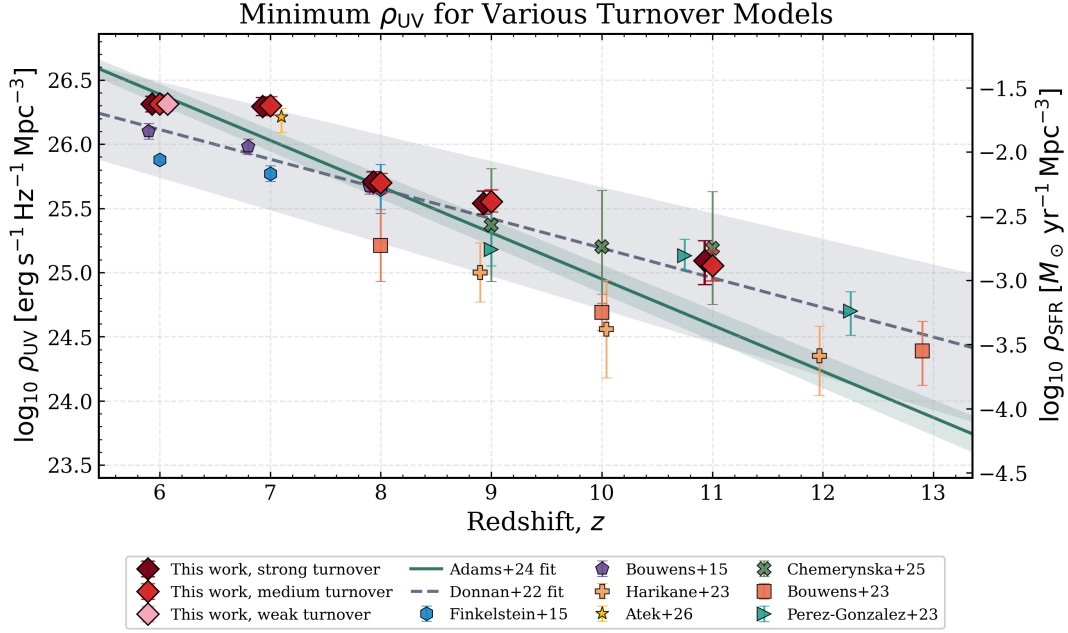 Minimum ρUV for Various Turnover Models
log₁₀ ρUV [erg s⁻¹ Hz⁻¹ Mpc⁻³]
26.5
26.0
25.5
25.0
24.5
24.0
23.5
−1.5
−2.0
−2.5
−3.0
−3.5
−4.0
−4.5
log₁₀ ρSFR [M⊙ yr⁻¹ Mpc⁻³]
6 7 8 9 10 11 12 13
Redshift, z
This work, strong turnover
This work, medium turnover
This work, weak turnover
Adams+24 fit
Donnan+22 fit
Finkelstein+15
Bouwens+15
Harikane+23
Atek+26
Chemerynska+25
Bouwens+23
Perez-Gonzalez+23